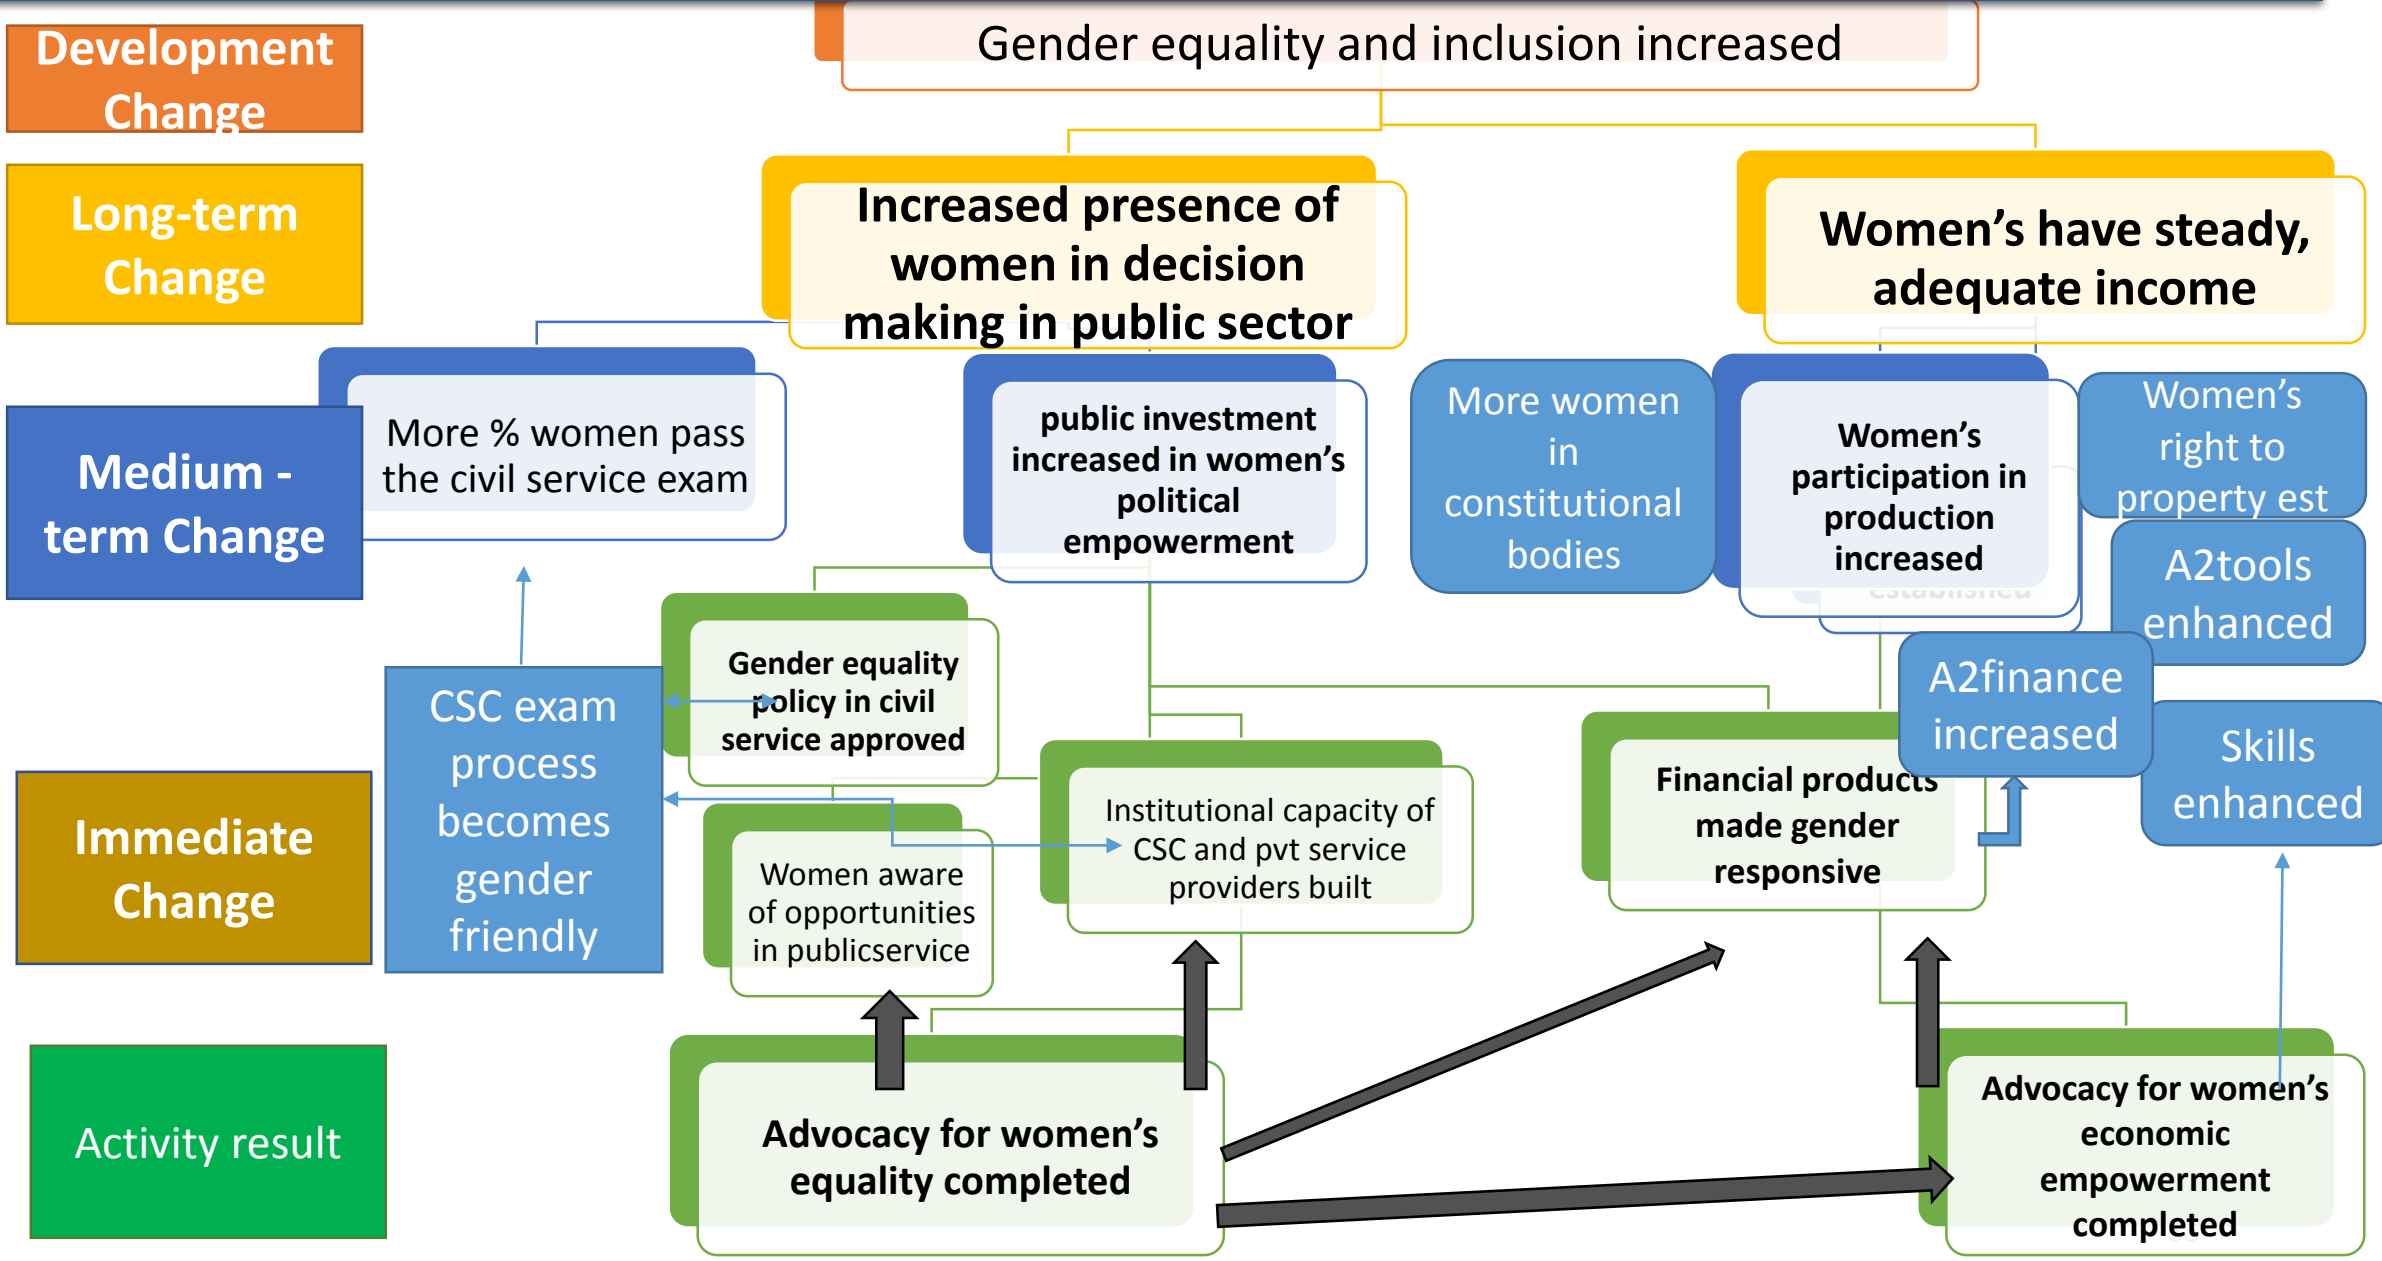 Development
Change
Gender equality and inclusion increased
Long-term
Change
Increased presence of
women in decision
making in public sector
Women's have steady,
adequate income
Medium -
term Change
More % women pass
the civil service exam
public investment
increased in women's
political
empowerment
More women
in
constitutional
bodies
Women's
participation in
production
increased
established
Women's
right to
property est
A2tools
enhanced
A2finance
increased
Skills
enhanced
Immediate
Change
CSC exam
process
becomes
gender
friendly
Gender equality
policy in civil
service approved
Women aware
of opportunities
in publicservice
Institutional capacity of
CSC and pvt service
providers built
Financial products
made gender
responsive
Activity result
Advocacy for women's
equality completed
Advocacy for women's
economic
empowerment
completed